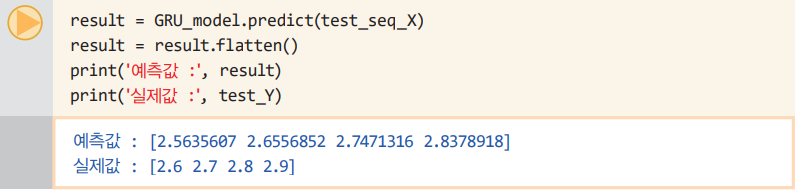 result = GRU_model.predict(test_seq_X)
result = result.flatten()
print('예측값 :', result)
print('실제값 :', test_Y)
예측값 : [2.5635607 2.6556852 2.7471316 2.8378918]
실제값 : [2.6 2.7 2.8 2.9]